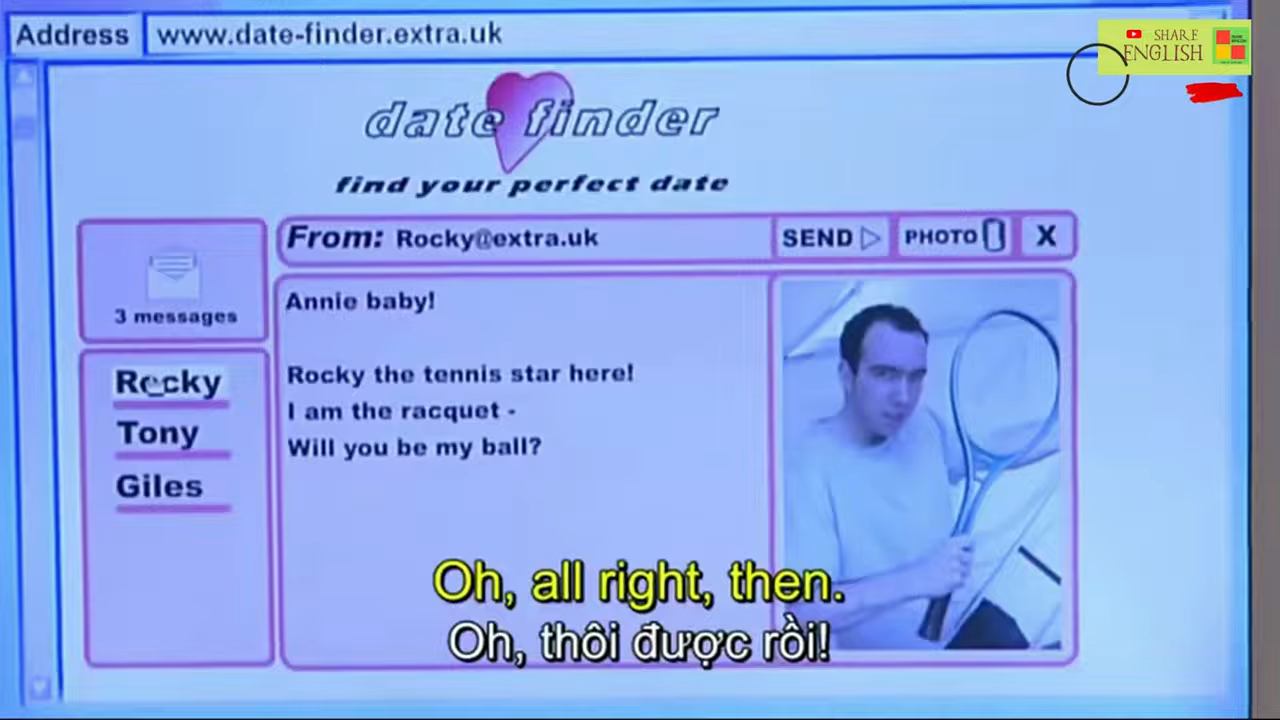 Address www.date-finder.extra.uk
SHARE
ENGLISH
date finder
find your perfect date
From: Rocky@extra.uk
SEND
PHOTO
X
3 messages
Annie baby!
Rocky
Rocky the tennis star here!
I am the racquet -
Tony
Will you be my ball?
Giles
Oh, all right, then.
Oh, thôi được rồi!